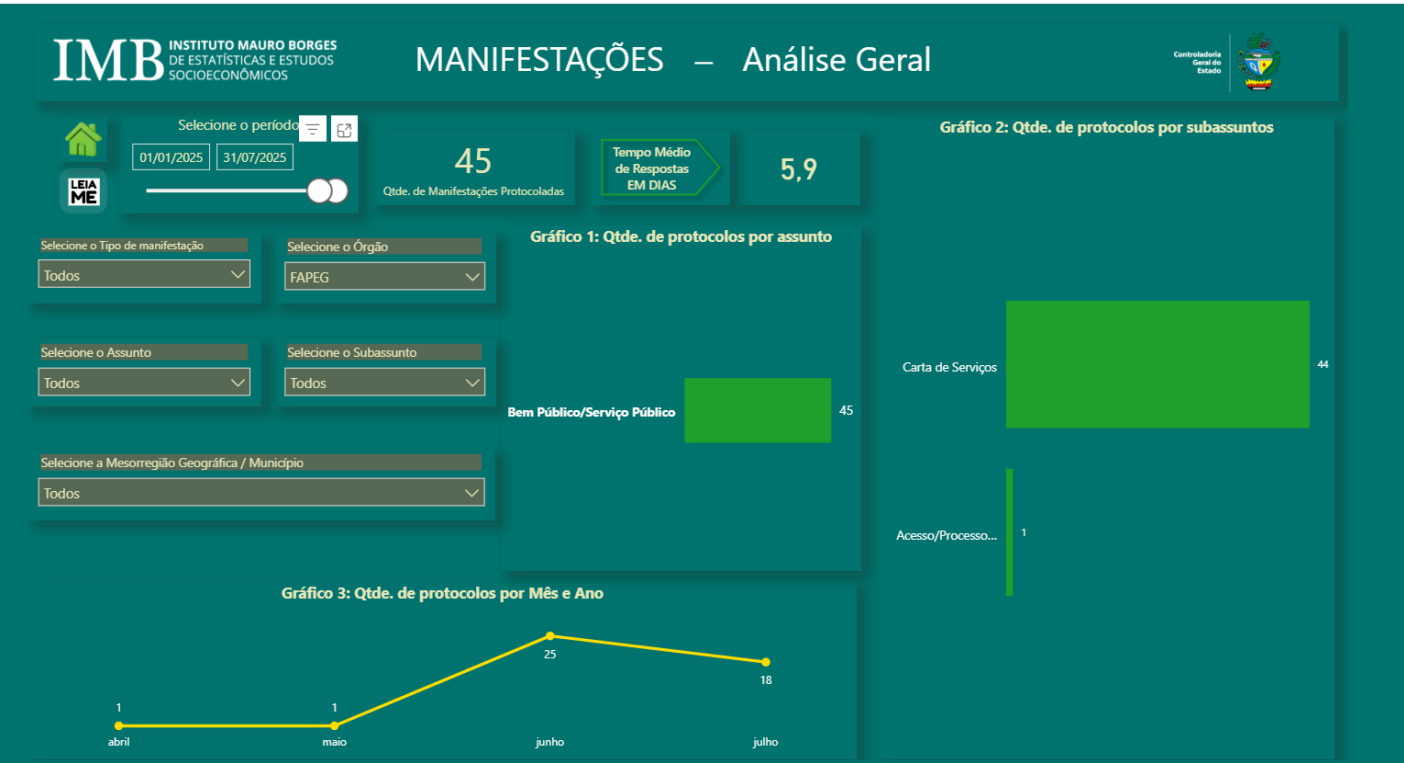 IMB
INSTITUTO MAURO BORGES
DE ESTATÍSTICAS E ESTUDOS
SOCIOECONÔMICOS
MANIFESTAÇÕES – Análise Geral
Controladoria
Geral do
Estado
Selecione o período
01/01/2025
31/07/2025
LEIA
ME
45
Qtde. de Manifestações Protocoladas
Tempo Médio
de Respostas
EM DIAS
5,9
Selecione o Tipo de manifestação
Todos
Selecione o Órgão
FAPEG
Selecione o Assunto
Todos
Selecione o Subassunto
Todos
Selecione a Mesorregião Geográfica / Município
Todos
Gráfico 1: Qtde. de protocolos por assunto
Bem Público/Serviço Público
45
Gráfico 2: Qtde. de protocolos por subassuntos
Carta de Serviços
44
Acesso/Processo...
1
Gráfico 3: Qtde. de protocolos por Mês e Ano
1
1
25
18
abril
maio
junho
julho